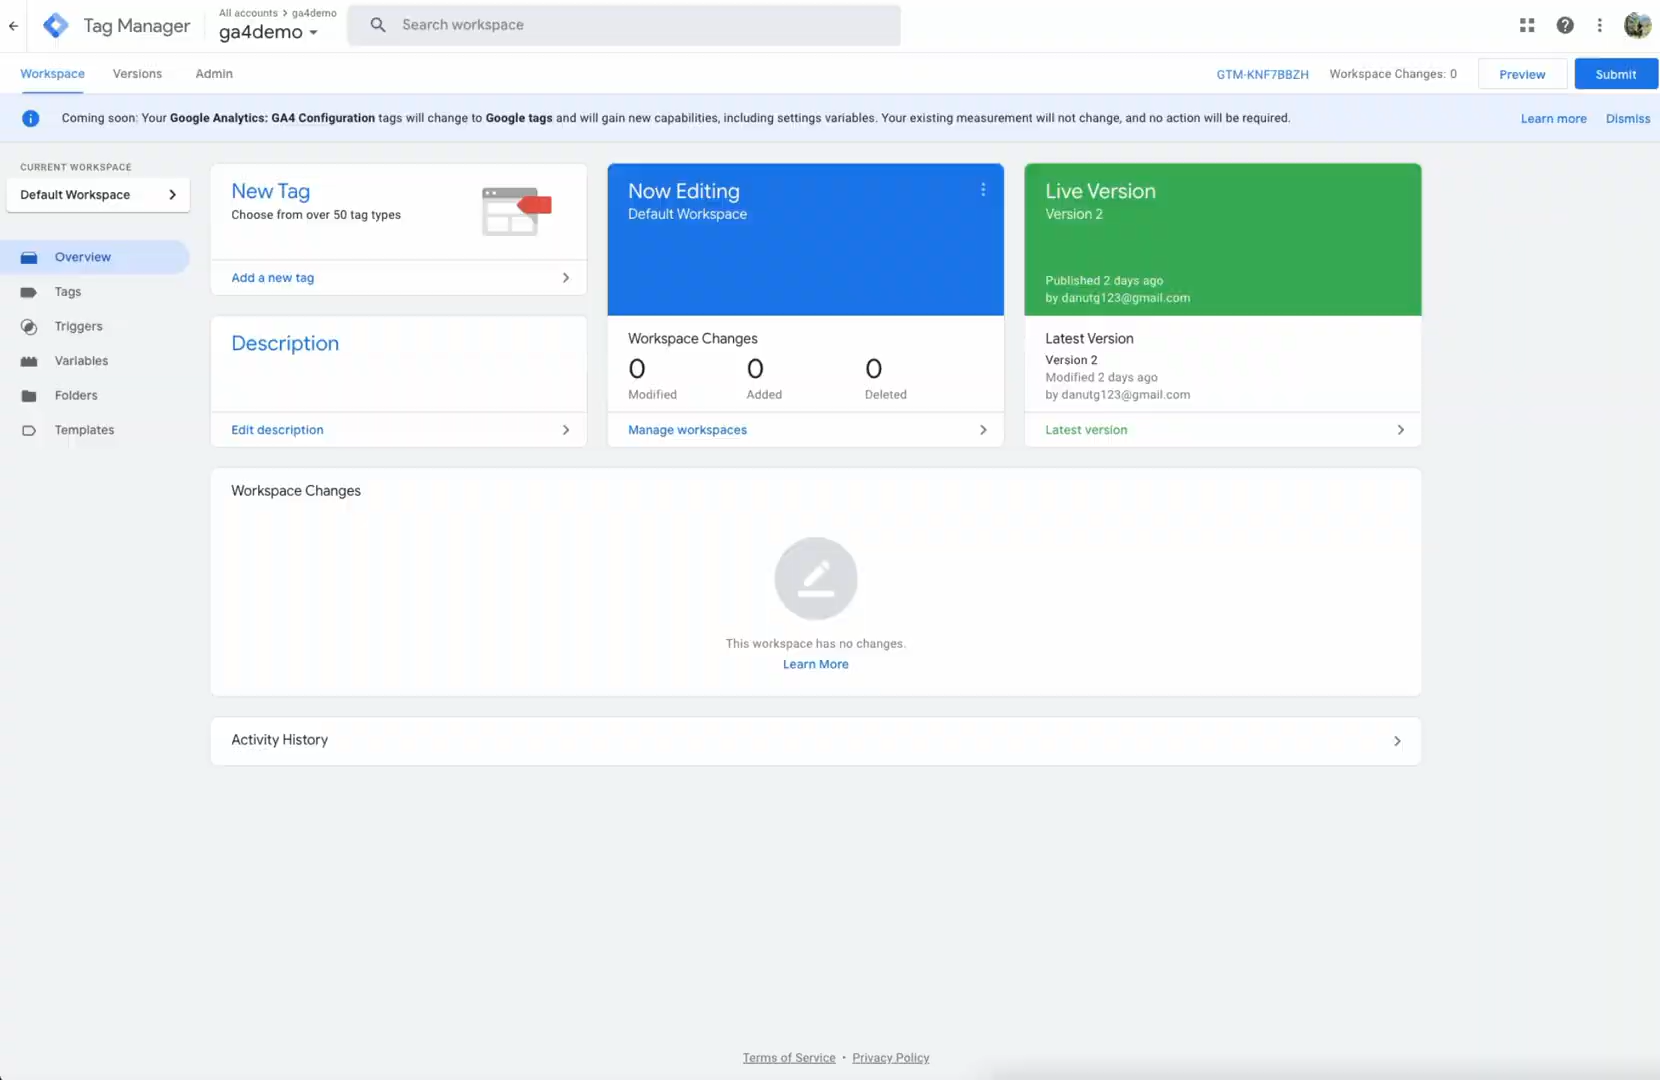 Tag Manager
All accounts > ga4demo
ga4demo
Search workspace
Workspace
Versions
Admin
GTM-KNF7BBZH
Workspace Changes: 0
Preview
Submit
Coming soon: Your Google Analytics: GA4 Configuration tags will change to Google tags and will gain new capabilities, including settings variables. Your existing measurement will not change, and no action will be required.
Learn more
Dismiss
CURRENT WORKSPACE
Default Workspace
Overview
Tags
Triggers
Variables
Folders
Templates
New Tag
Choose from over 50 tag types
Add a new tag
Description
Edit description
Now Editing
Default Workspace
Workspace Changes
0
0
0
Modified
Added
Deleted
Manage workspaces
Live Version
Version 2
Published 2 days ago
by danutg123@gmail.com
Latest Version
Version 2
Modified 2 days ago
by danutg123@gmail.com
Latest version
Workspace Changes
This workspace has no changes.
Learn More
Activity History
Terms of Service · Privacy Policy